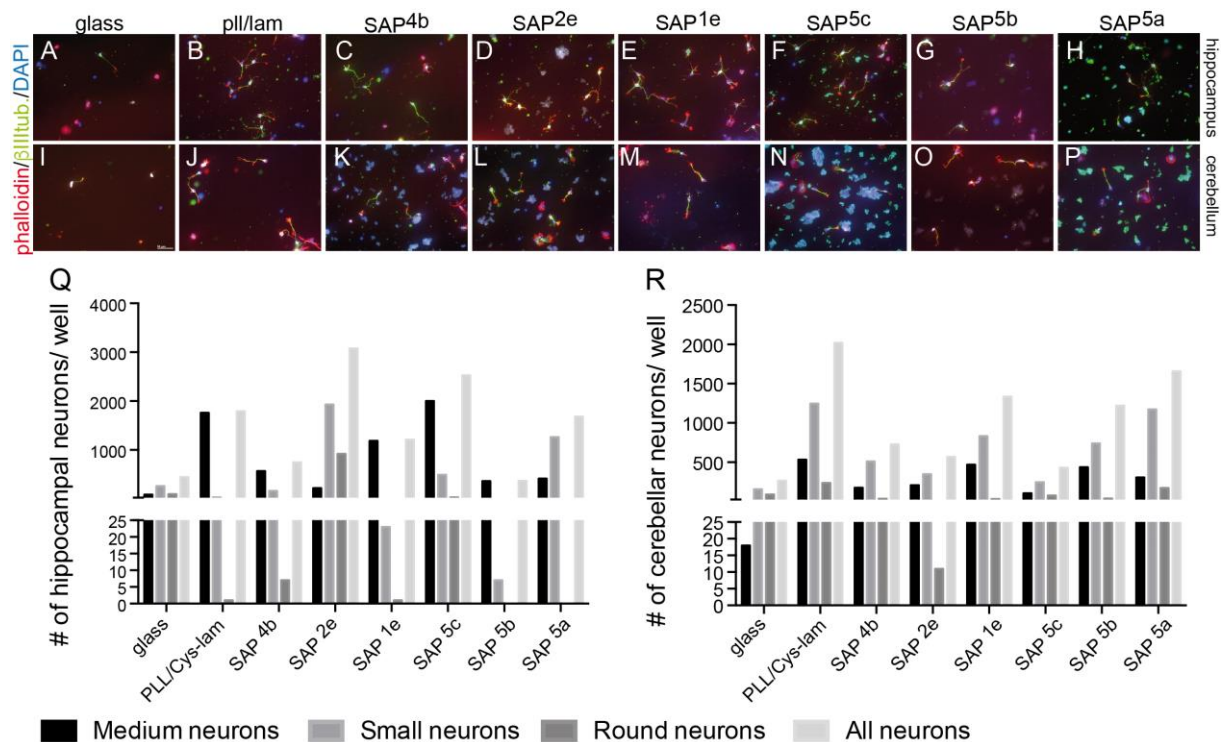 glass pll/lam SAP4b SAP2e SAP1e SAP5c SAP5b SAP5a
phalloidin/βIIItub./DAPI
A B C D E F G H
hippocampus
I J K L M N O P
cerebellum
Q
# of hippocampal neurons/ well
4000
3000
2000
1000
25
20
15
10
5
0
glass PLL/Cys-lam SAP 4b SAP 2e SAP 1e SAP 5c SAP 5b SAP 5a
R
# of cerebellar neurons/ well
2500
2000
1500
1000
500
25
20
15
10
5
0
glass PLL/Cys-lam SAP 4b SAP 2e SAP 1e SAP 5c SAP 5b SAP 5a
Medium neurons Small neurons Round neurons All neurons